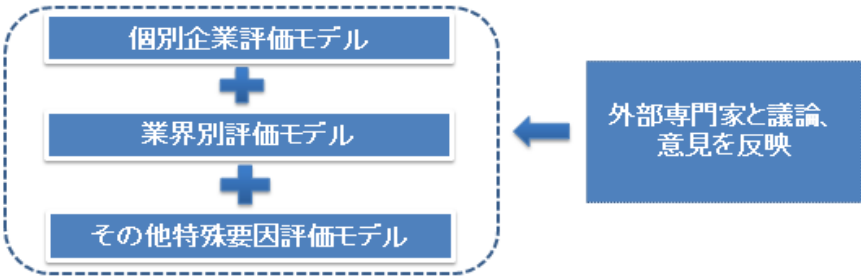 個別企業評価モデル
業界別評価モデル
その他特殊要因評価モデル
外部専門家と議論、
意見を反映